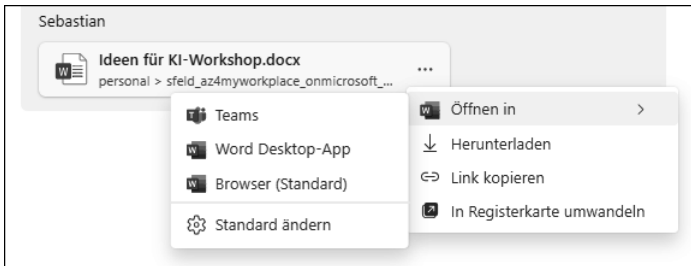 Sebastian
Ideen für KI-Workshop.docx
personal > sfeld_az4myworkplace_onmicrosoft_...
Teams
Word Desktop-App
Browser (Standard)
Standard ändern
Öffnen in
Herunterladen
Link kopieren
In Registerkarte umwandeln